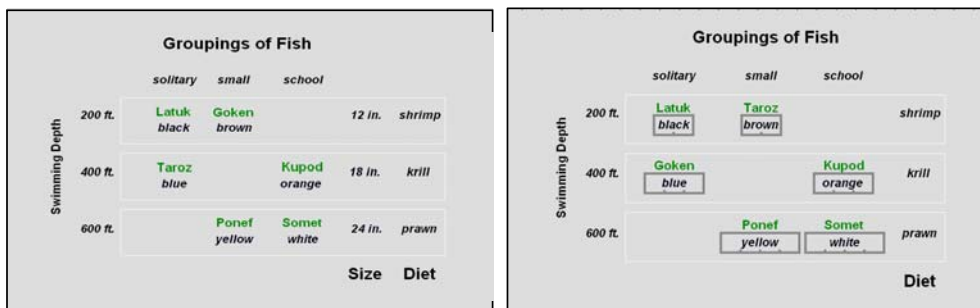 Groupings of Fish
solitary small school
200 ft. Latuk Goken 12 in. shrimp
black brown
Swimming Depth
400 ft. Taroz Kupod 18 in. krill
blue orange
600 ft. Ponef Somet 24 in. prawn
yellow white
Size Diet
Groupings of Fish
solitary small school
200 ft. Latuk Taroz shrimp
black brown
Swimming Depth
400 ft. Goken Kupod krill
blue orange
600 ft. Ponef Somet prawn
yellow white
Diet